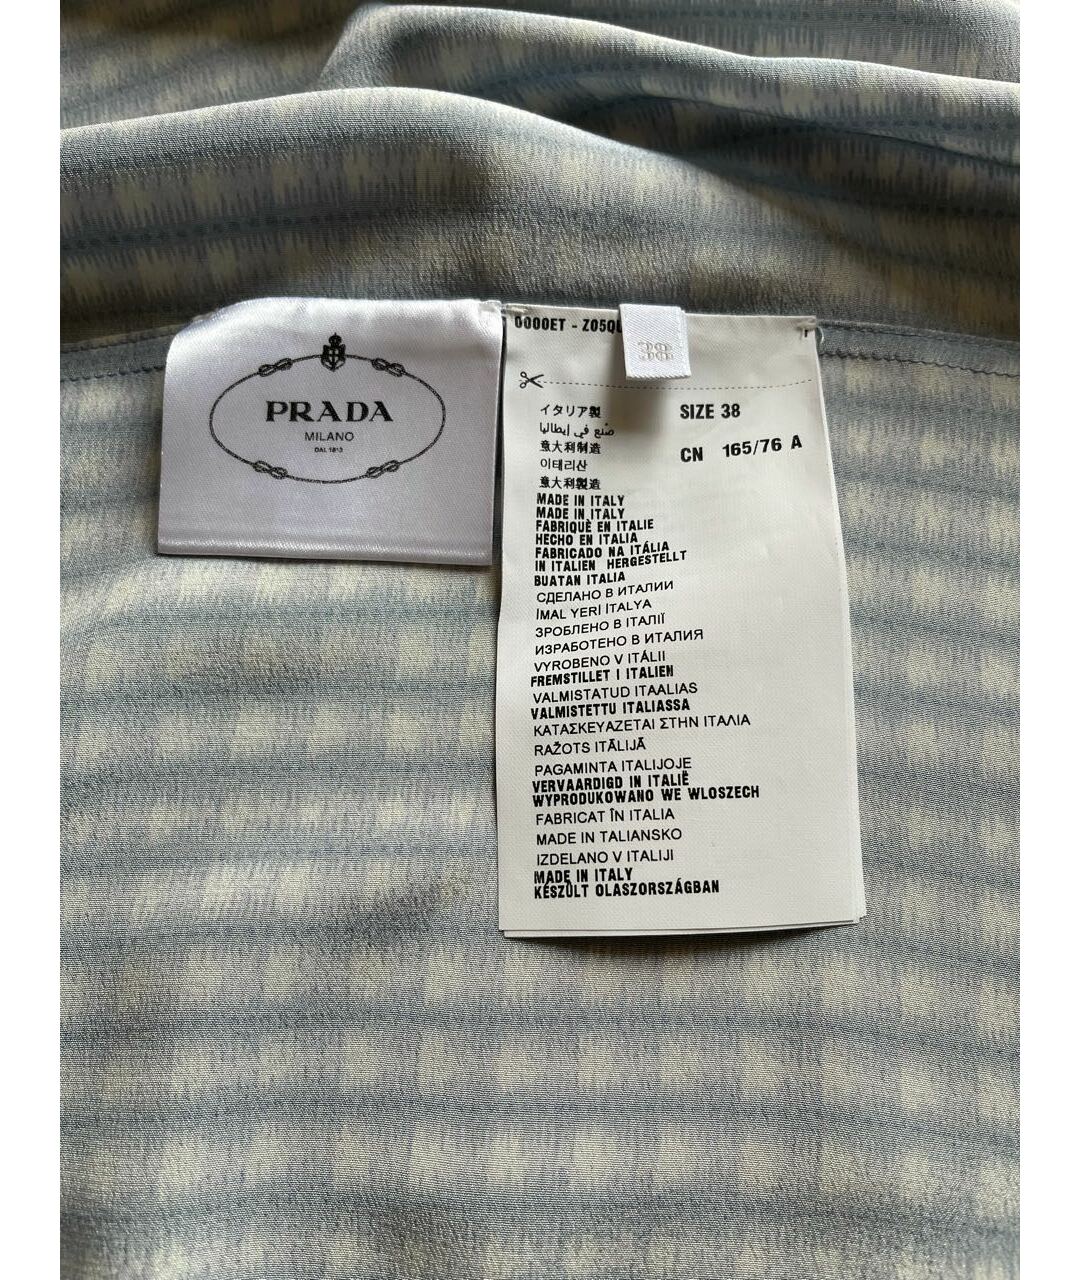 PRADA
MILANO
DAL 1913
0000ET - Z05QU
38
イタリア製
صنع في إيطاليا
意大利制造
이태리산
意大利製造
SIZE 38
CN 165/76 A
MADE IN ITALY
MADE IN ITALY
FABRIQUÉ EN ITALIE
HECHO EN ITALIA
FABRICADO NA ITÁLIA
IN ITALIEN HERGESTELLT
BUATAN ITALIA
СДЕЛАНО В ИТАЛИИ
İMAL YERİ İTALYA
ЗРОБЛЕНО В ІТАЛІЇ
ИЗРАБОТЕНО В ИТАЛИЯ
VYROBENO V ITÁLII
FREMSTILLET I ITALIEN
VALMISTATUD ITAALIAS
VALMISTETTU ITALIASSA
ΚΑΤΑΣΚΕΥΑΖΕΤΑΙ ΣΤΗΝ ΙΤΑΛΙΑ
RAŽOTS ITĀLIJĀ
PAGAMINTA ITALIJOJE
VERVAARDIGD IN ITALIË
WYPRODUKOWANO WE WLOSZECH
FABRICAT ÎN ITALIA
MADE IN TALIANSKO
IZDELANO V ITALIJI
MADE IN ITALY
KÉSZÜLT OLASZORSZÁGBAN